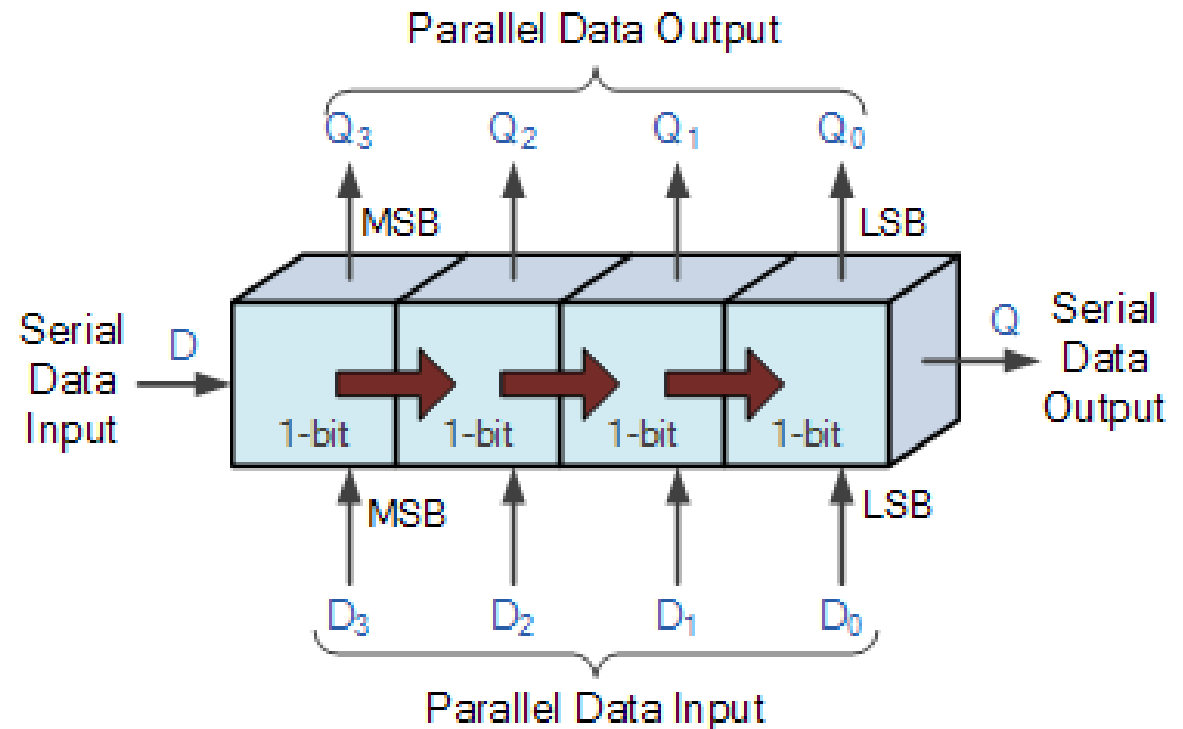 Parallel Data Output
Q3 Q2 Q1 Q0
MSB LSB
Serial
Data
Input
D
Q
Serial
Data
Output
1-bit 1-bit 1-bit 1-bit
MSB LSB
D3 D2 D1 D0
Parallel Data Input